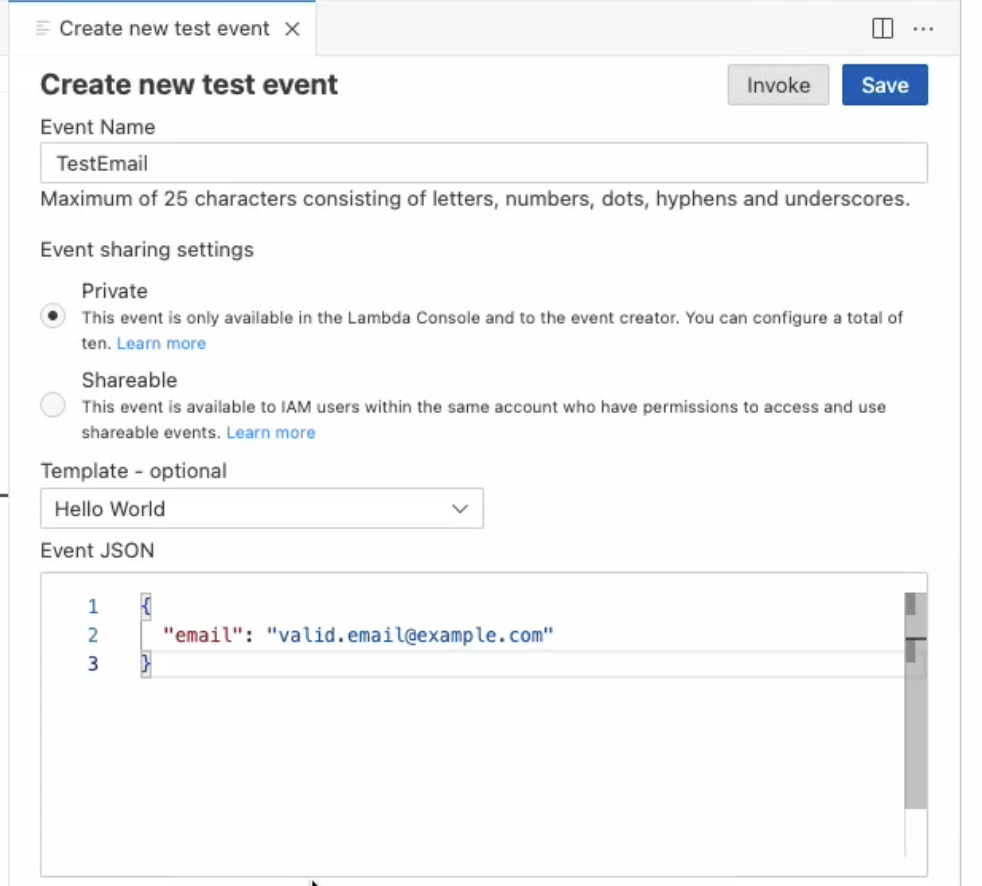 Create new test event
Create new test event
Invoke
Save
Event Name
TestEmail
Maximum of 25 characters consisting of letters, numbers, dots, hyphens and underscores.
Event sharing settings
Private
This event is only available in the Lambda Console and to the event creator. You can configure a total of
ten. Learn more
Shareable
This event is available to IAM users within the same account who have permissions to access and use
shareable events. Learn more
Template - optional
Hello World
Event JSON
1 {
2 "email": "valid.email@example.com"
3 }